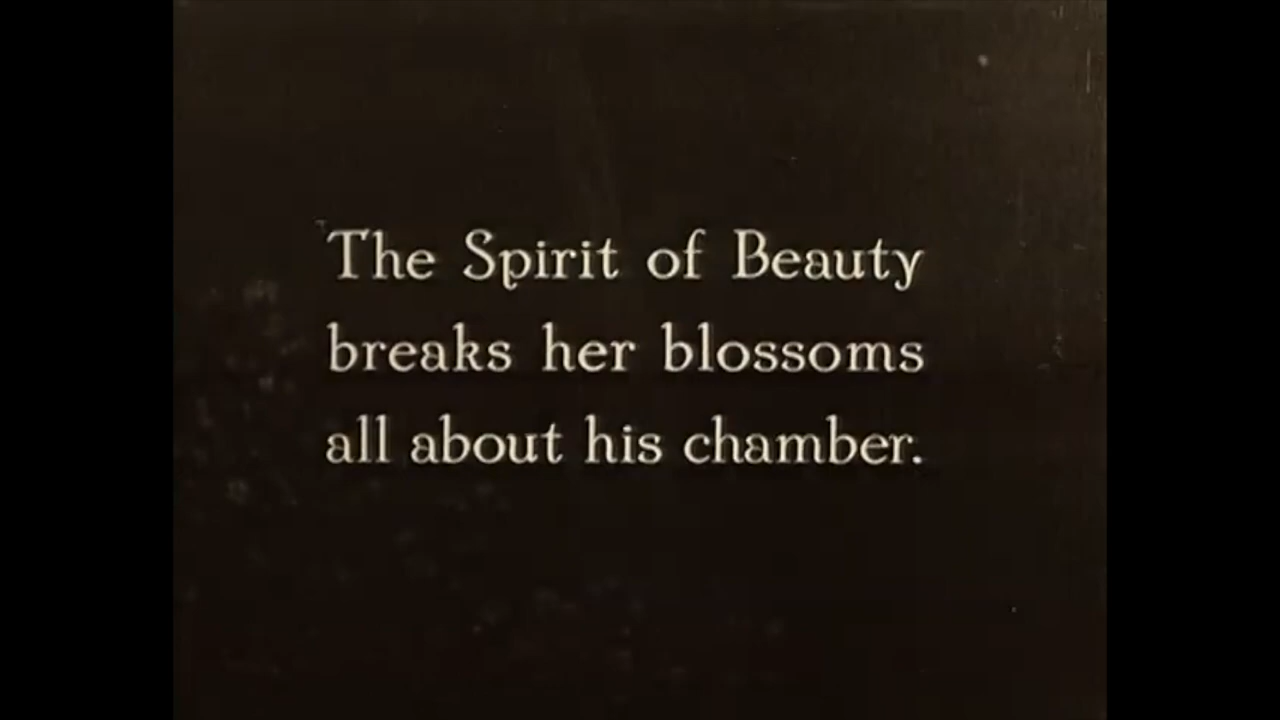 The Spirit of Beauty
breaks her blossoms
all about his chamber.